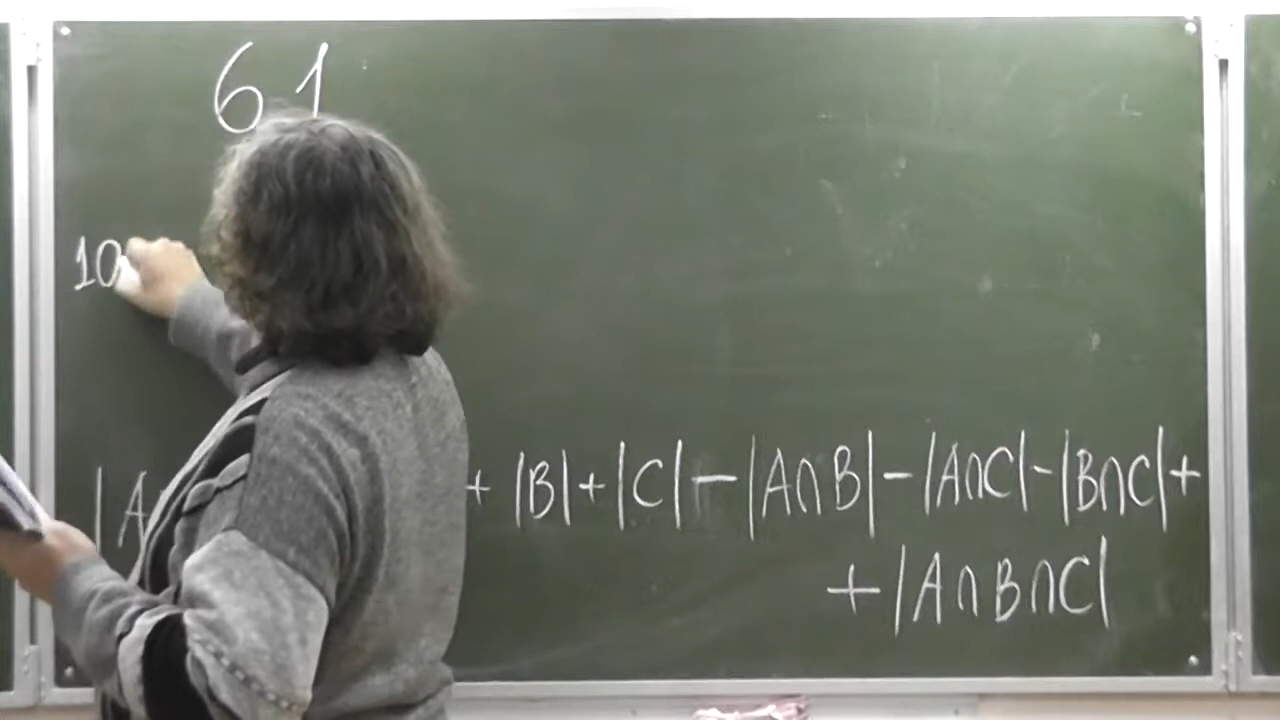 61
10
|A + |B| + |C| - |A∩B| - |A∩C| - |B∩C| +
+ |A∩B∩C|